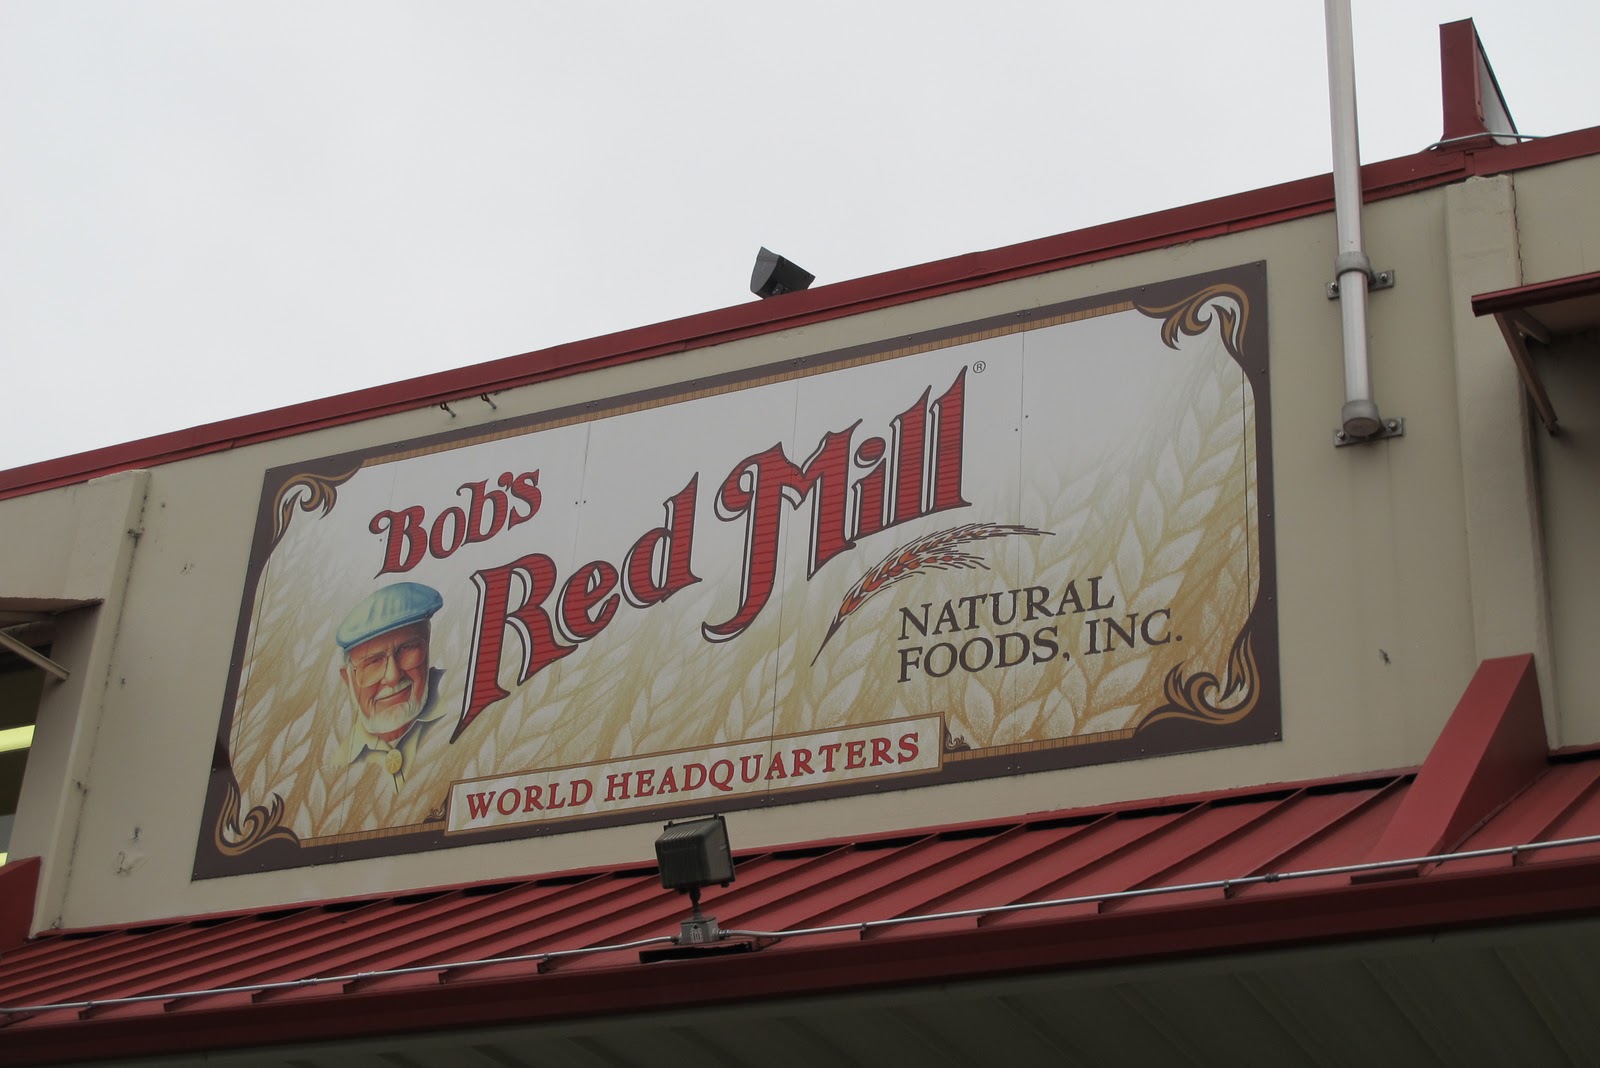 Bob's
Red Mill®
NATURAL
FOODS, INC.
WORLD HEADQUARTERS